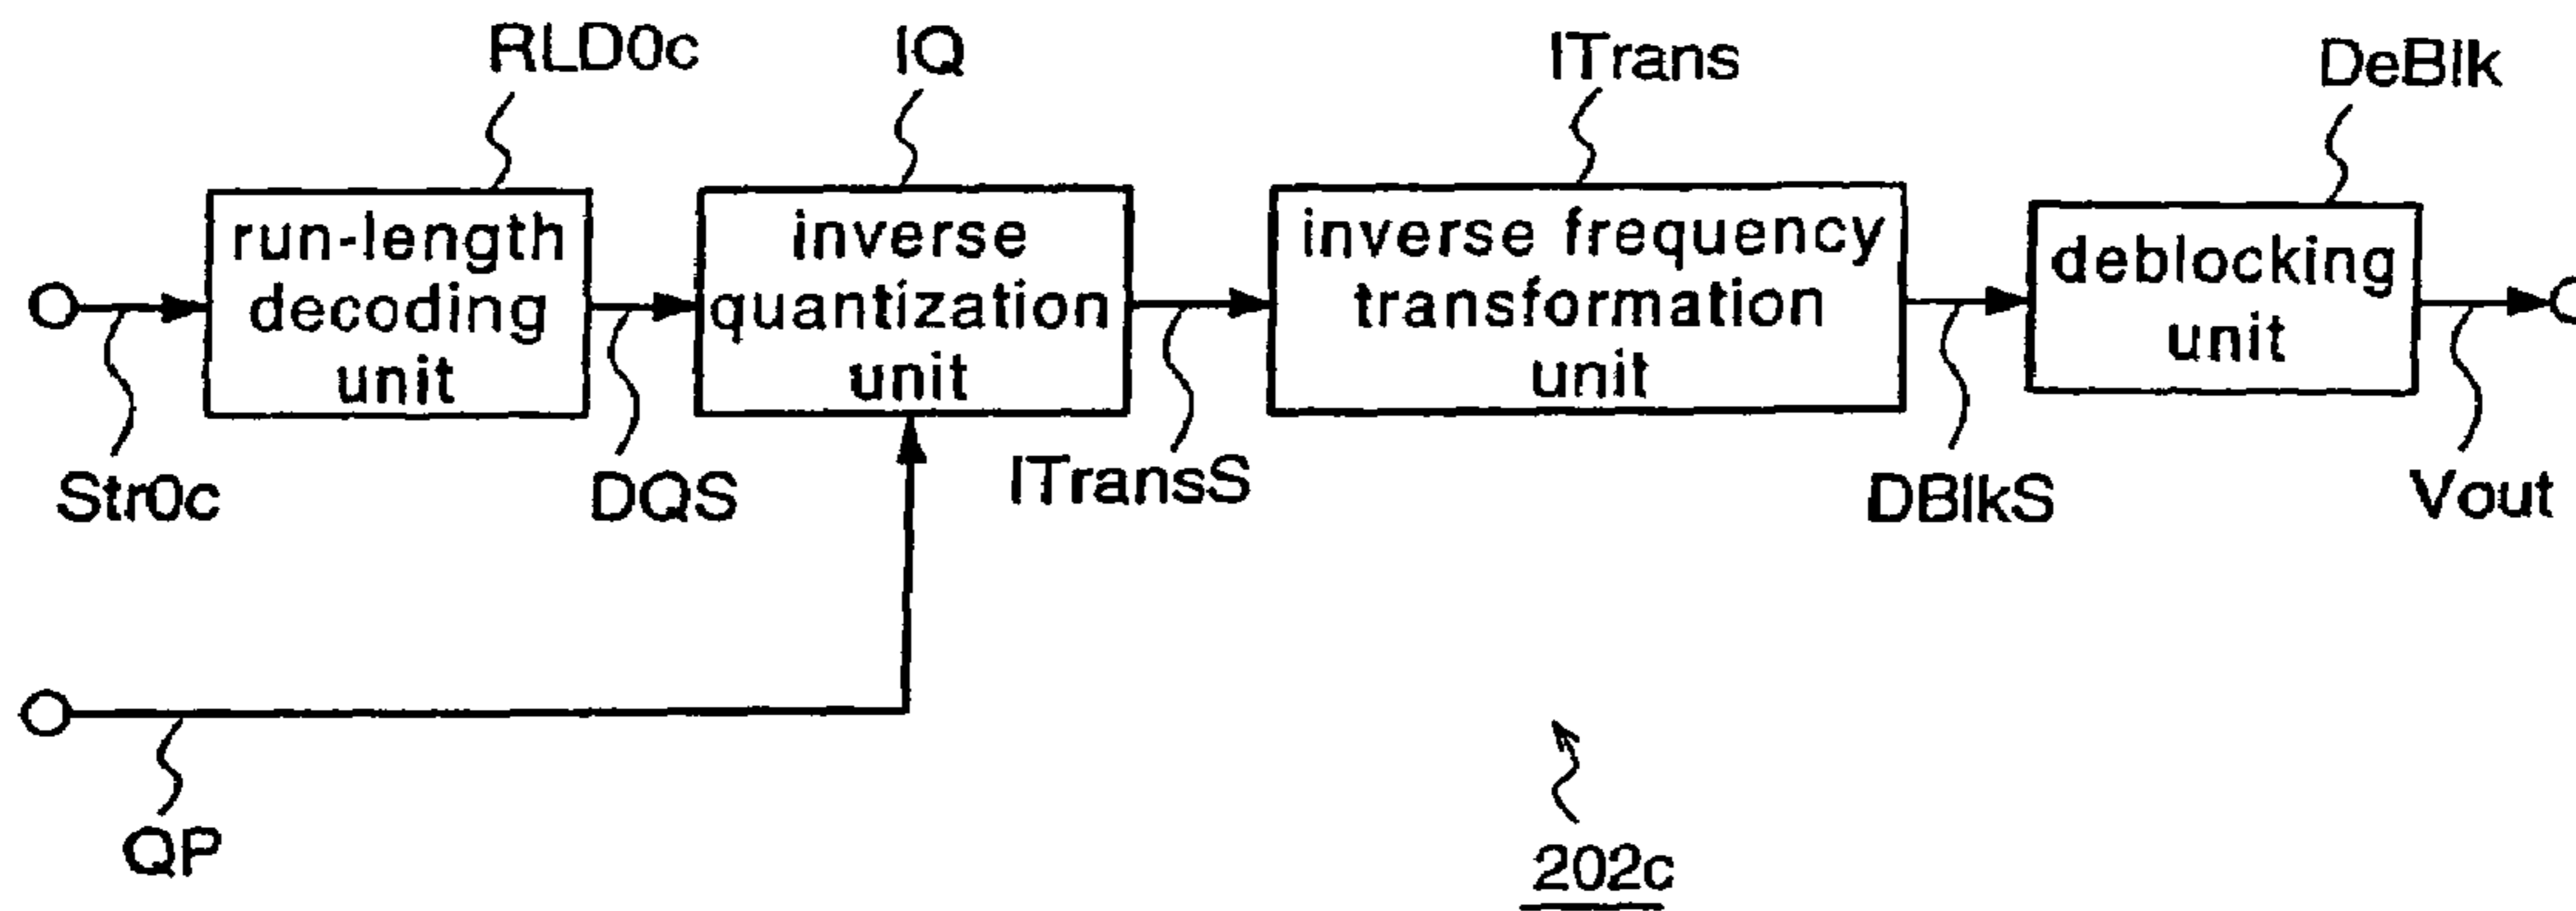 RLD0c
IQ
ITrans
DeBlk
run-length
decoding
unit
inverse
quantization
unit
inverse frequency
transformation
unit
deblocking
unit
Str0c
DQS
ITransS
DBlkS
Vout
QP
202c